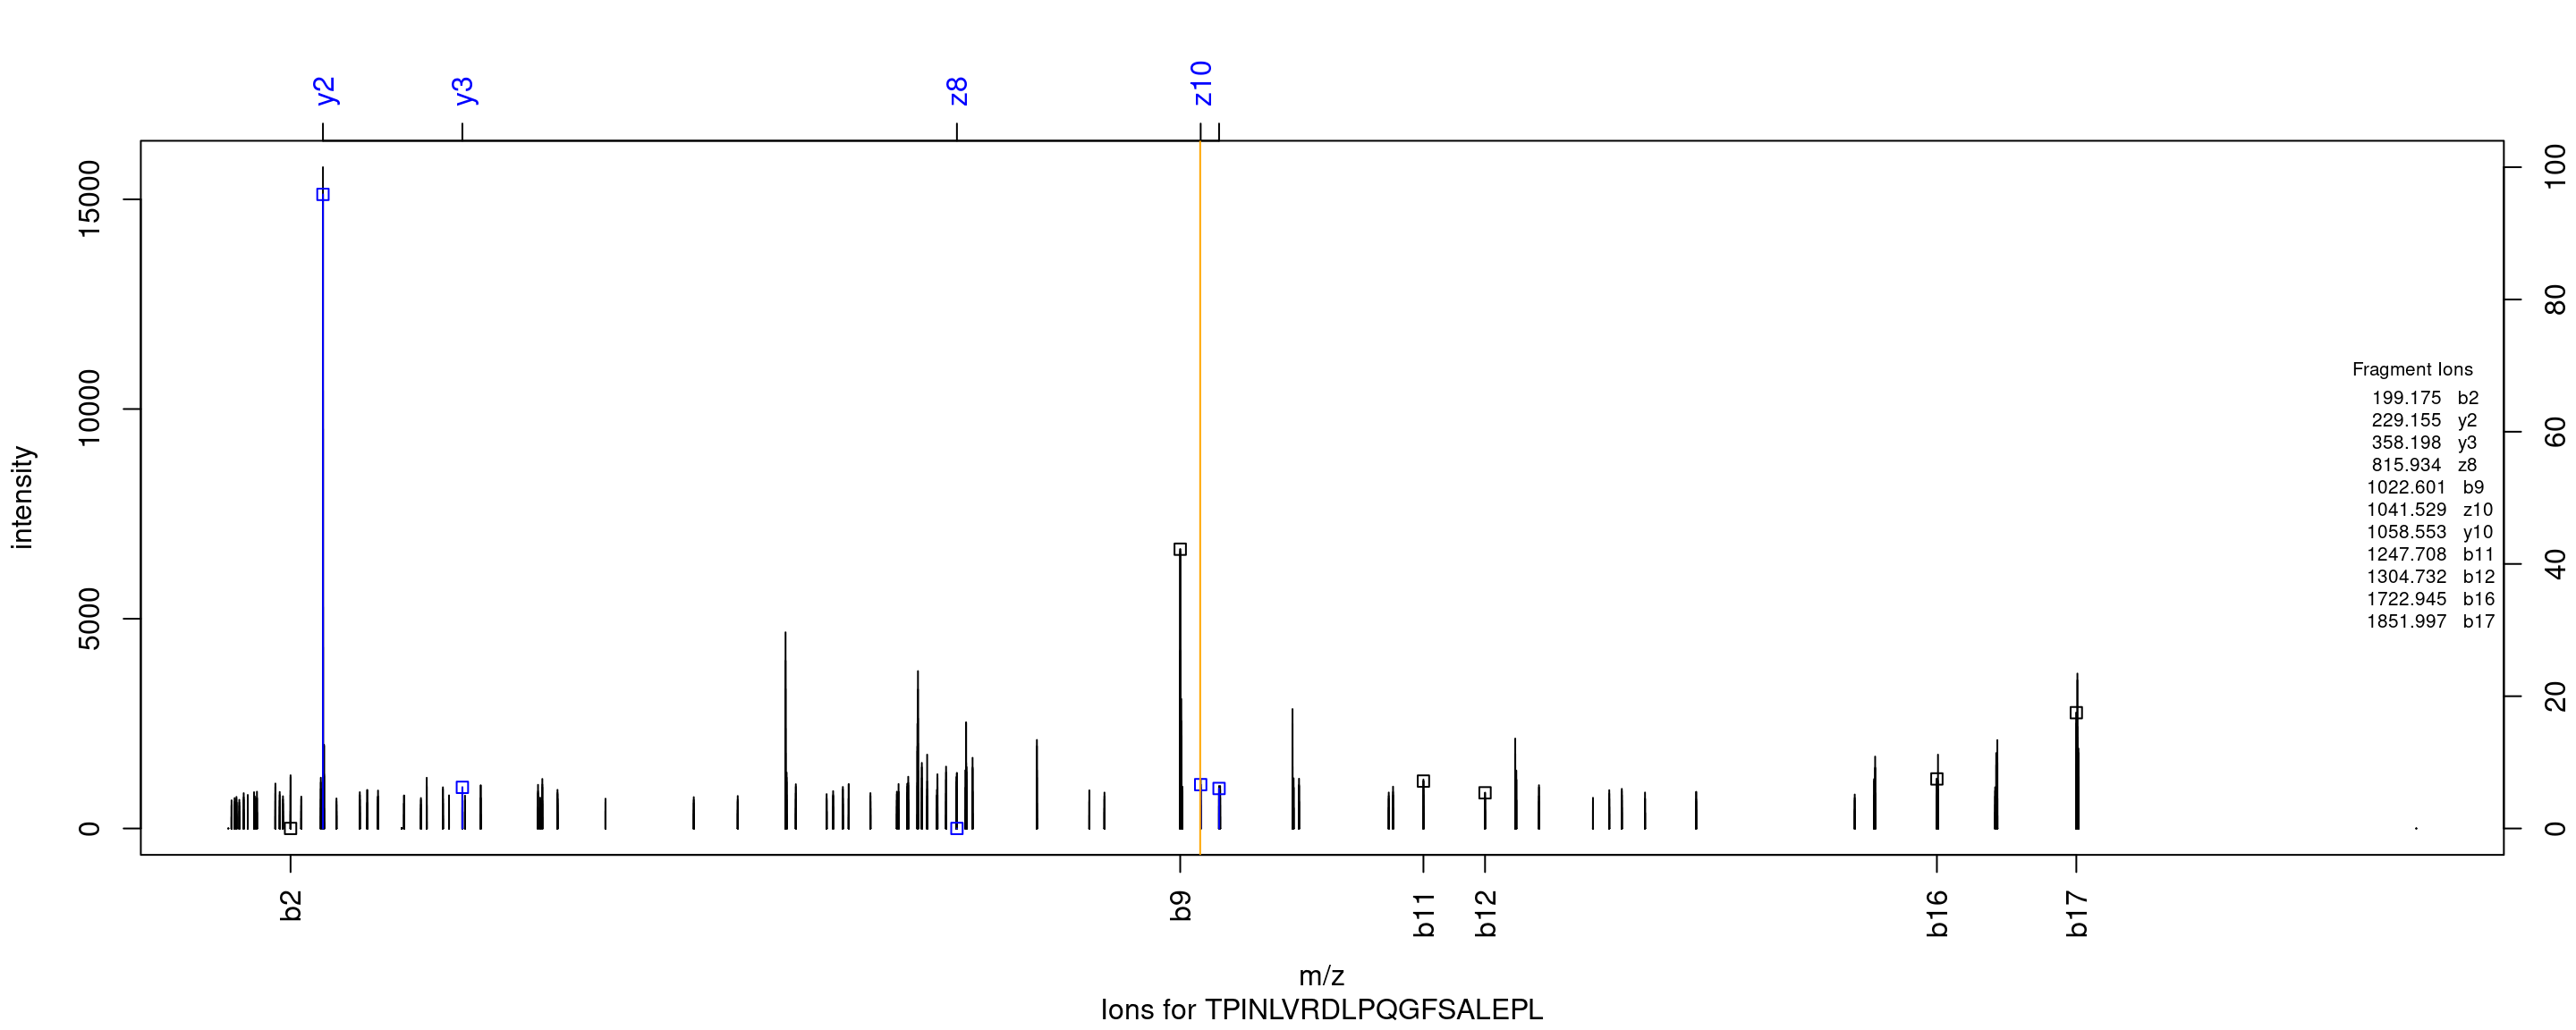 y2 y3 z8 z10
15000 10000 5000 0
intensity
100 80 60 40 20 0
Fragment Ions
199.175 b2
229.155 y2
358.198 y3
815.934 z8
1022.601 b9
1041.529 z10
1058.553 y10
1247.708 b11
1304.732 b12
1722.945 b16
1851.997 b17
b2 b9 b11 b12 b16 b17
m/z
Ions for TPINLVRDLPQGFSALEPL